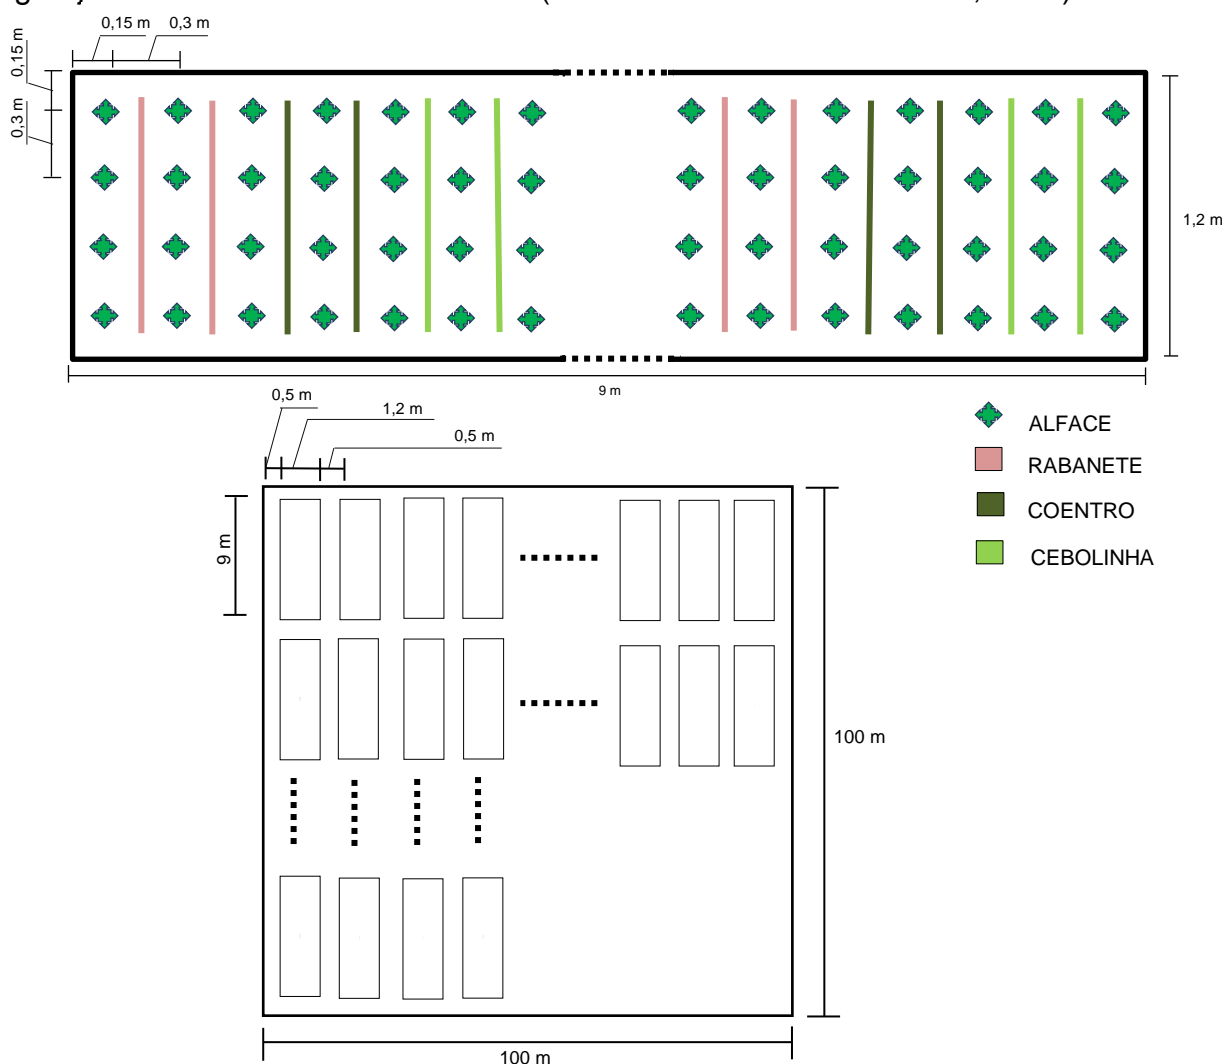 0,15 m
0,3 m
0,15 m
0,3 m
1,2 m
9 m
0,5 m
1,2 m
0,5 m
ALFACE
RABANETE
COENTRO
CEBOLINHA
9 m
100 m
100 m